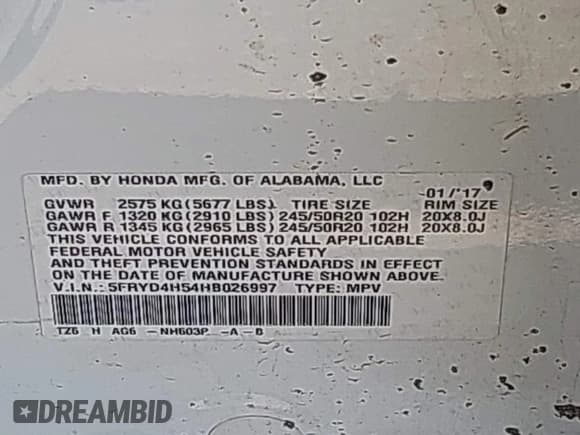 MFD. BY HONDA MFG. OF ALABAMA, LLC 01/'17
GVWR 2575 KG(5677 LBS) TIRE SIZE RIM SIZE
GAWR F 1320 KG(2910 LBS) 245/50R20 102H 20X8.0J
GAWR R 1345 KG(2965 LBS) 245/50R20 102H 20X8.0J
THIS VEHICLE CONFORMS TO ALL APPLICABLE
FEDERAL MOTOR VEHICLE SAFETY
AND THEFT PREVENTION STANDARDS IN EFFECT
ON THE DATE OF MANUFACTURE SHOWN ABOVE.
V.I.N.: 5FRYD4H54HB026997 TYPE: MPV
TZ6 H AG6 -NH603P -A -B
DREAMBID